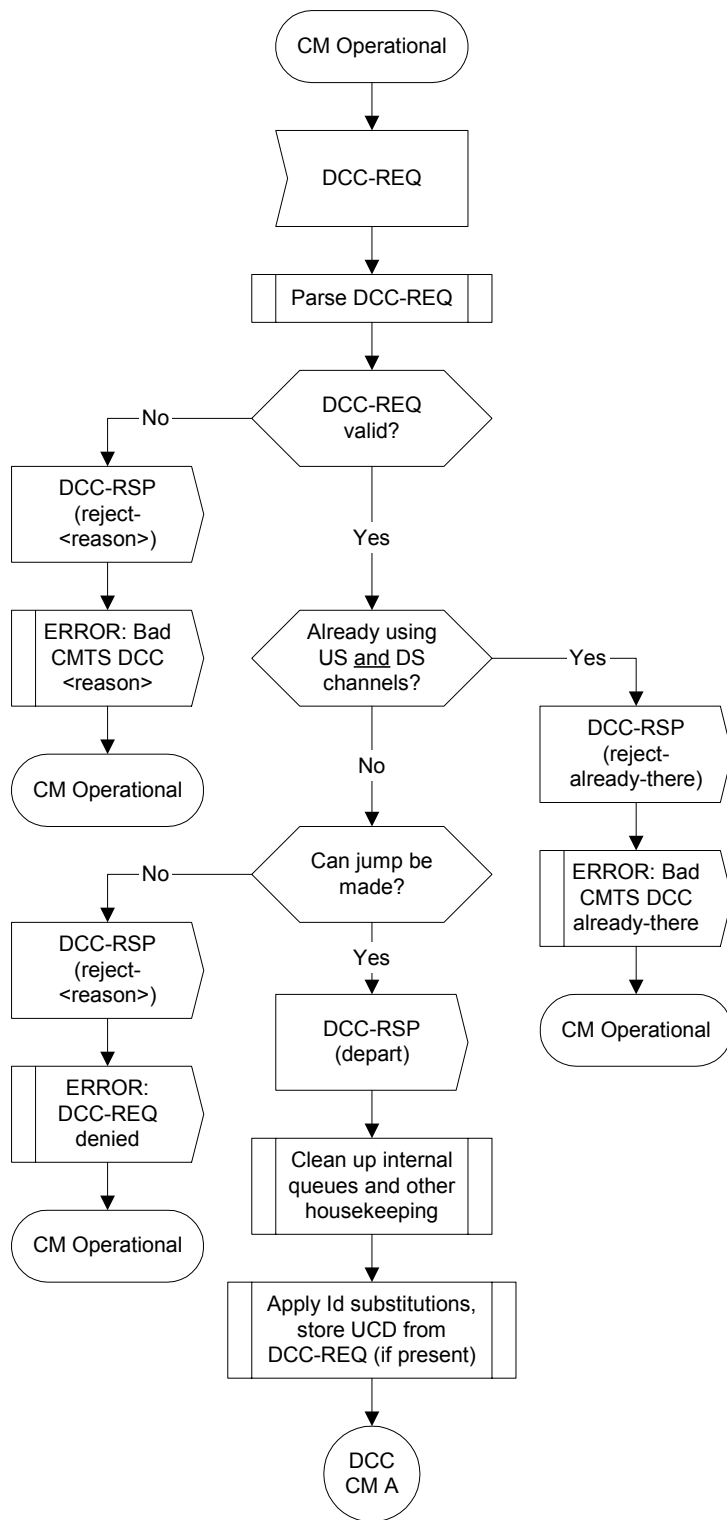 CM Operational
DCC-REQ
Parse DCC-REQ
DCC-REQ
valid?
No
DCC-RSP
(reject-
<reason>)
Yes
ERROR: Bad
CMTS DCC
<reason>
CM Operational
Already using
US and DS
channels?
Yes
DCC-RSP
(reject-
already-there)
ERROR: Bad
CMTS DCC
already-there
CM Operational
No
Can jump be
made?
No
DCC-RSP
(reject-
<reason>)
ERROR:
DCC-REQ
denied
CM Operational
Yes
DCC-RSP
(depart)
Clean up internal
queues and other
housekeeping
Apply Id substitutions,
store UCD from
DCC-REQ (if present)
DCC
CM A